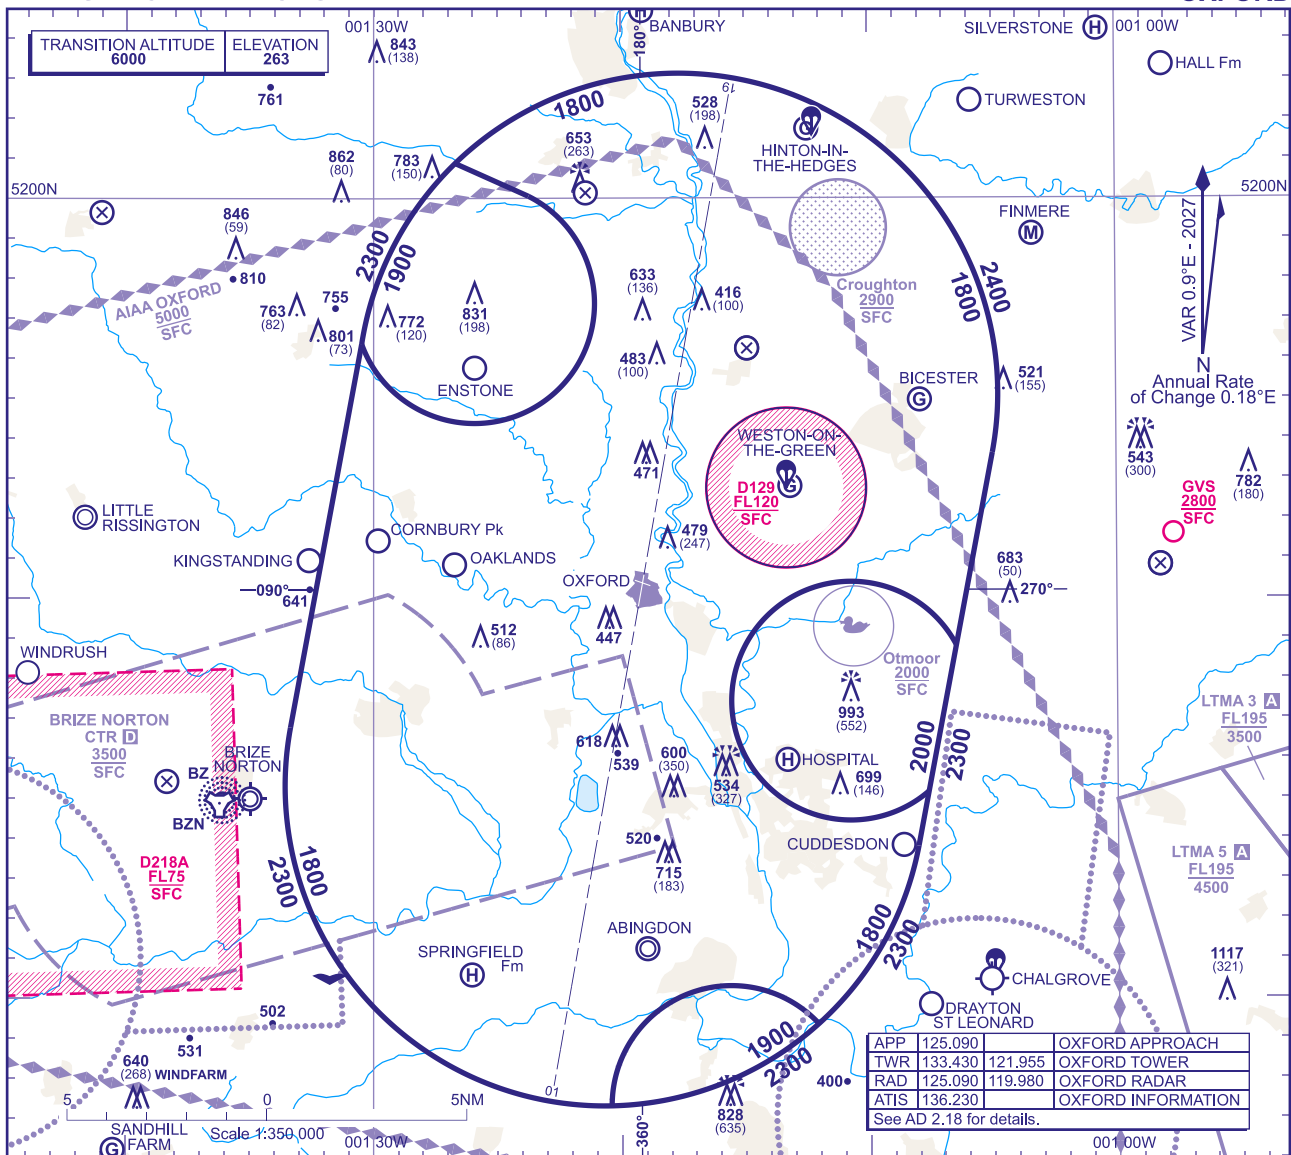 001 30W
180°
BANBURY
SILVERSTONE H
001 00W
TRANSITION ALTITUDE
6000
ELEVATION
263
843
(138)
HALL Fm
761
1800
528
(198)
19
TURWESTON
653
(263)
HINTON-IN-
THE-HEDGES
862
(80)
783
(150)
5200N
5200N
846
(59)
FINMERE
M
810
2300
1900
2400
1800
VAR 0.9°E - 2027
AIAA OXFORD
5000
SFC
763
(82)
755
801
(73)
772
(120)
831
(198)
633
(136)
416
(100)
Croughton
2900
SFC
483
(100)
ENSTONE
BICESTER
G
521
(155)
N
Annual Rate
of Change 0.18°E
543
(300)
782
(180)
471
WESTON-ON-
THE-GREEN
G
D129
FL120
SFC
GVS
2800
SFC
LITTLE
RISSINGTON
CORNBURY Pk
479
(247)
KINGSTANDING
OAKLANDS
OXFORD
683
(50)
090°
641
270°
512
(86)
447
WINDRUSH
Otmoor
2000
SFC
993
(552)
BRIZE NORTON
CTR D
3500
SFC
LTMA 3 A
FL195
3500
618
539
600
(350)
534
(327)
H HOSPITAL
699
(146)
2000
2300
BRIZE
NORTON
BZ
BZN
520
715
(183)
CUDDESDON
D218A
FL75
SFC
1800
2300
LTMA 5 A
FL195
4500
ABINGDON
1800
2300
SPRINGFIELD
Fm
H
1117
(321)
CHALGROVE
DRAYTON
ST LEONARD
502
531
640
(268)
WINDFARM
1900
2300
400
01
828
(635)
APP 125.090 OXFORD APPROACH
TWR 133.430 121.955 OXFORD TOWER
RAD 125.090 119.980 OXFORD RADAR
ATIS 136.230 OXFORD INFORMATION
See AD 2.18 for details.
5 0 5NM
Scale 1:350 000
SANDHILL
FARM
G
001 30W
360°
001 00W